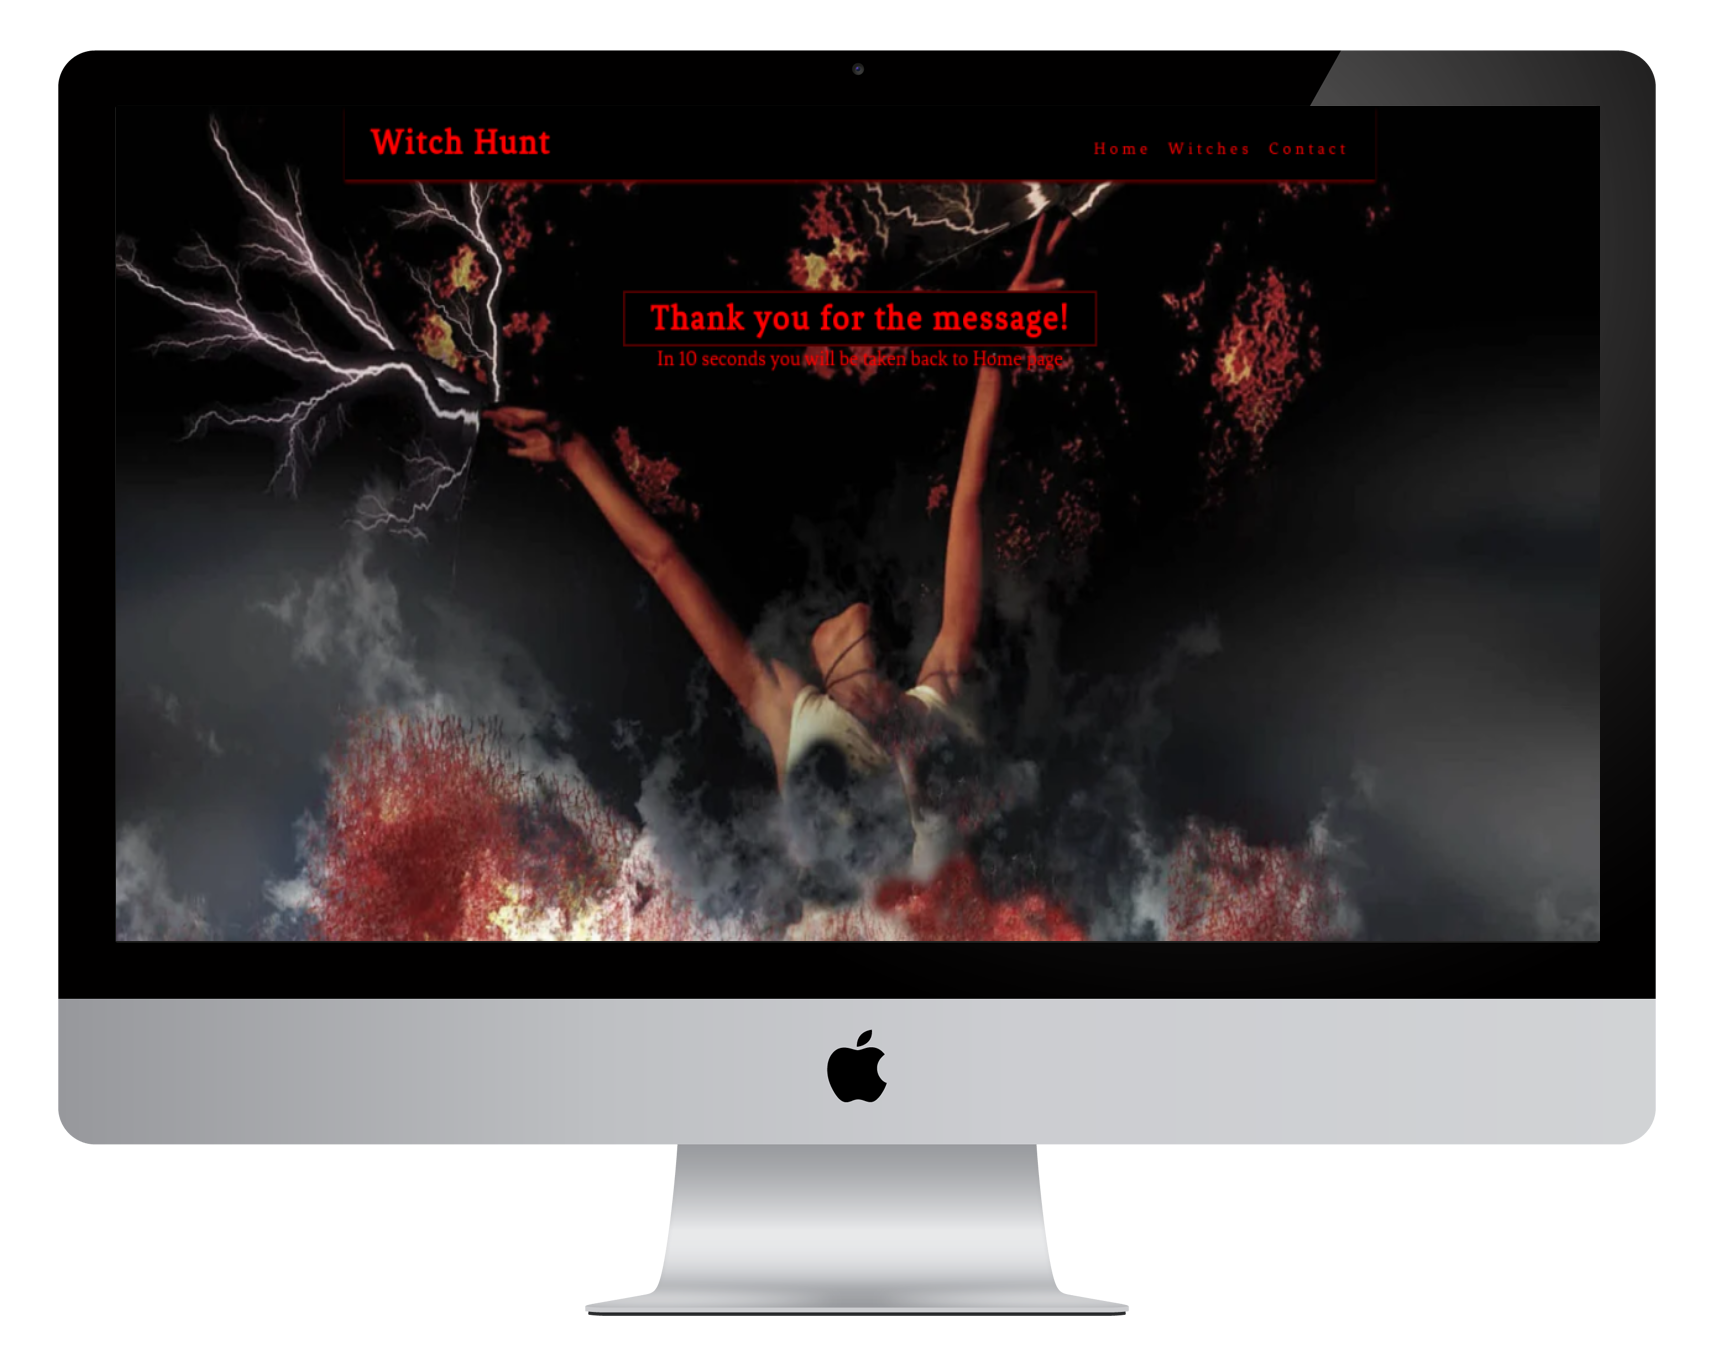 Witch Hunt
Home Witches Contact
Thank you for the message!
In 10 seconds you will be taken back to Home page